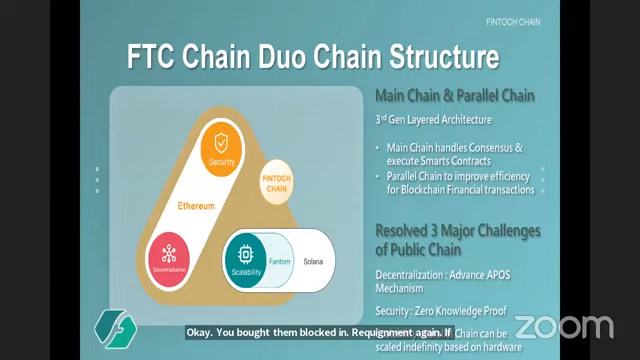 FINTOCH CHAIN
FTC Chain Duo Chain Structure
Security
Ethereum
FINTOCH
CHAIN
Decentralization
Scalability
Fantom
Solana
Main Chain & Parallel Chain
3rd Gen Layered Architecture
• Main Chain handles Consensus &
execute Smarts Contracts
• Parallel Chain to improve efficiency
for Blockchain Financial transactions
Resolved 3 Major Challenges
of Public Chain
Decentralization : Advance APOS
Mechanism
Security : Zero Knowledge Proof
Chain can be
scaled indefinity based on hardware
Okay. You bought them blocked in. Requignment again. If
zoom